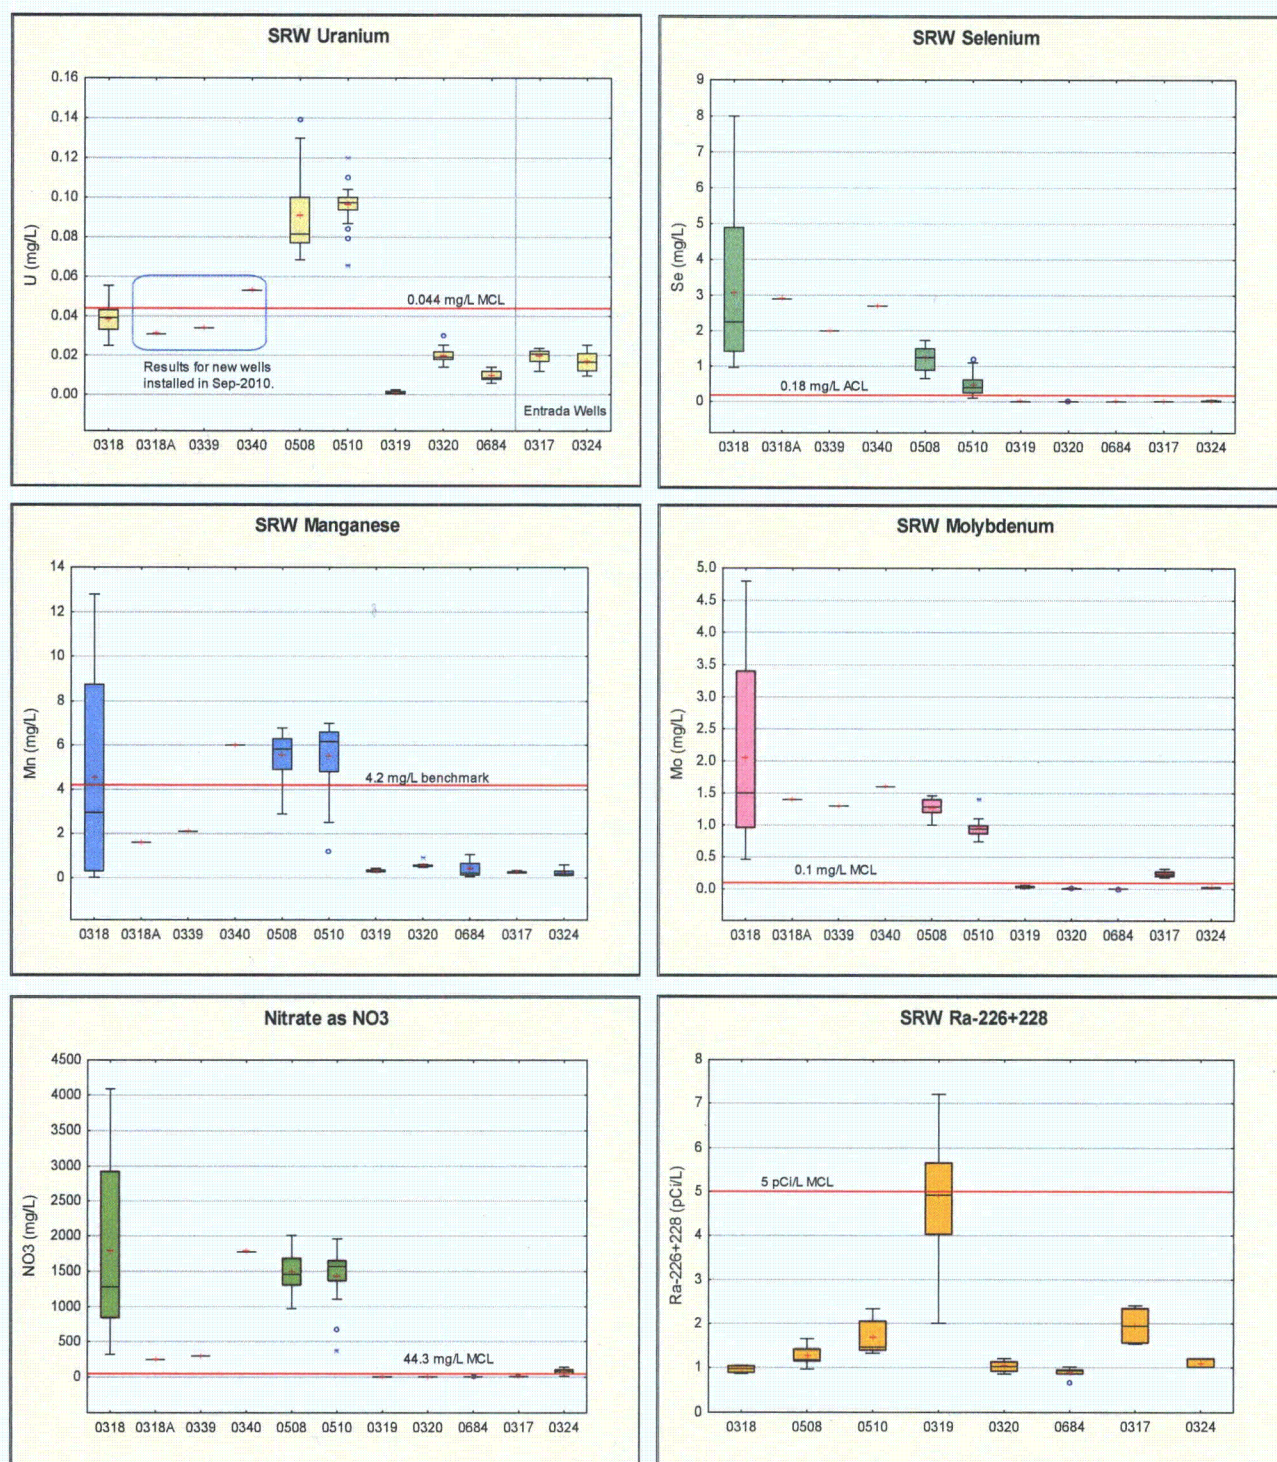 SRW Uranium
0.16
0.14
0.12
0.10
0.08
0.06
0.04
0.02
0.00
U (mg/L)
0.044 mg/L MCL
Results for new wells
installed in Sep-2010.
Entrada Wells
0318 0318A 0339 0340 0508 0510 0319 0320 0684 0317 0324
SRW Selenium
9
8
7
6
5
4
3
2
1
0
Se (mg/L)
0.18 mg/L ACL
0318 0318A 0339 0340 0508 0510 0319 0320 0684 0317 0324
SRW Manganese
14
12
10
8
6
4
2
0
Mn (mg/L)
4.2 mg/L benchmark
0318 0318A 0339 0340 0508 0510 0319 0320 0684 0317 0324
SRW Molybdenum
5.0
4.5
4.0
3.5
3.0
2.5
2.0
1.5
1.0
0.5
0.0
Mo (mg/L)
0.1 mg/L MCL
0318 0318A 0339 0340 0508 0510 0319 0320 0684 0317 0324
Nitrate as NO3
4500
4000
3500
3000
2500
2000
1500
1000
500
0
NO3 (mg/L)
44.3 mg/L MCL
0318 0318A 0339 0340 0508 0510 0319 0320 0684 0317 0324
SRW Ra-226+228
8
7
6
5
4
3
2
1
0
Ra-226+228 (pCi/L)
5 pCi/L MCL
0318 0508 0510 0319 0320 0684 0317 0324